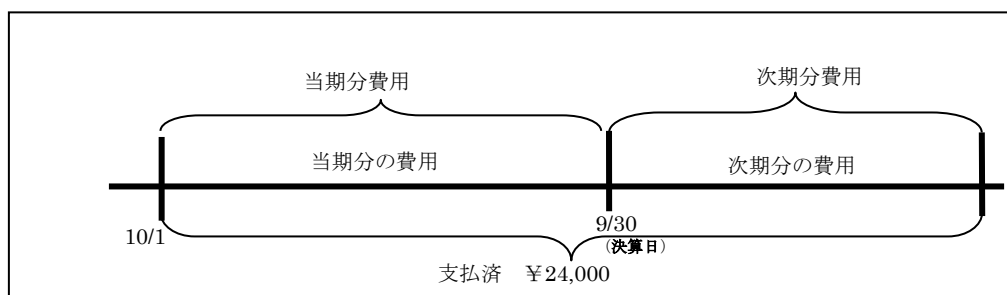 当期分費用
次期分費用
当期分の費用
次期分の費用
10/1
9/30
(決算日)
支払済 ¥24,000